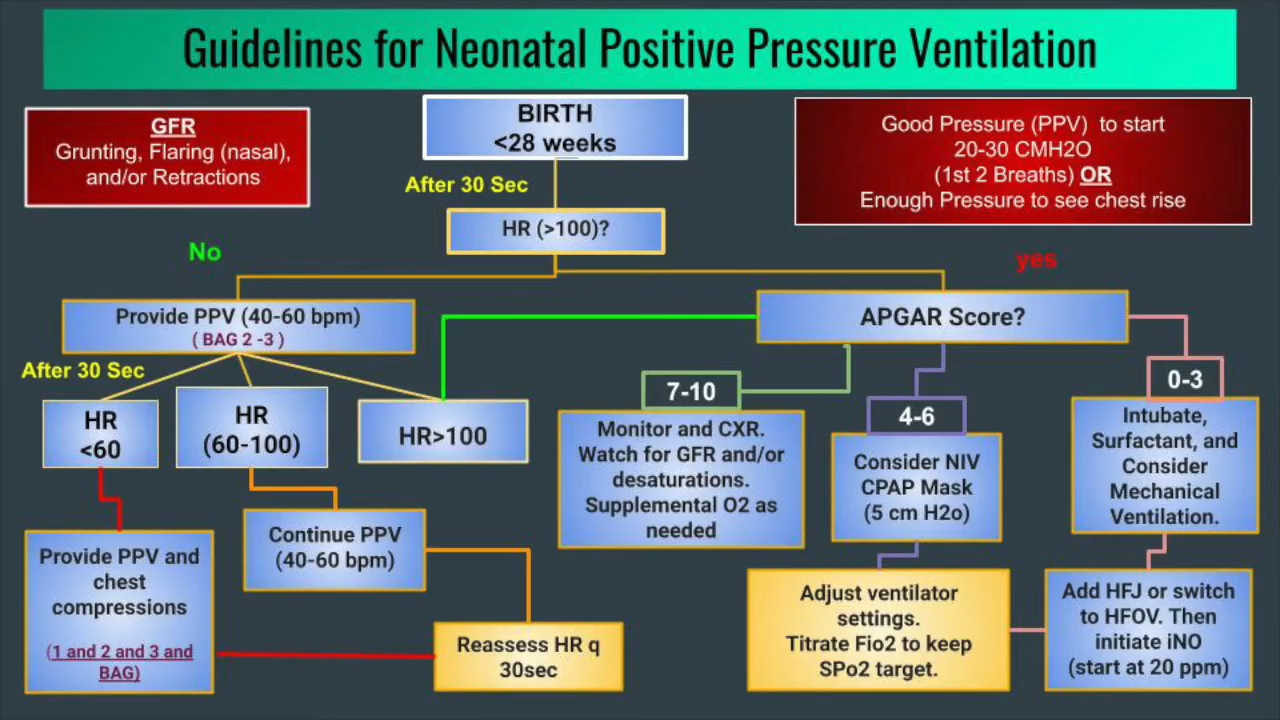 Guidelines for Neonatal Positive Pressure Ventilation
GFR
Grunting, Flaring (nasal),
and/or Retractions
BIRTH
<28 weeks
Good Pressure (PPV) to start
20-30 CMH2O
(1st 2 Breaths) OR
Enough Pressure to see chest rise
After 30 Sec
HR (>100)?
No
yes
Provide PPV (40-60 bpm)
( BAG 2 -3 )
APGAR Score?
After 30 Sec
HR
<60
HR
(60-100)
HR>100
7-10
Monitor and CXR.
Watch for GFR and/or
desaturations.
Supplemental O2 as
needed
4-6
Consider NIV
CPAP Mask
(5 cm H2o)
0-3
Intubate,
Surfactant, and
Consider
Mechanical
Ventilation.
Provide PPV and
chest
compressions
(1 and 2 and 3 and
BAG)
Continue PPV
(40-60 bpm)
Reassess HR q
30sec
Adjust ventilator
settings.
Titrate Fio2 to keep
SPo2 target.
Add HFJ or switch
to HFOV. Then
initiate iNO
(start at 20 ppm)